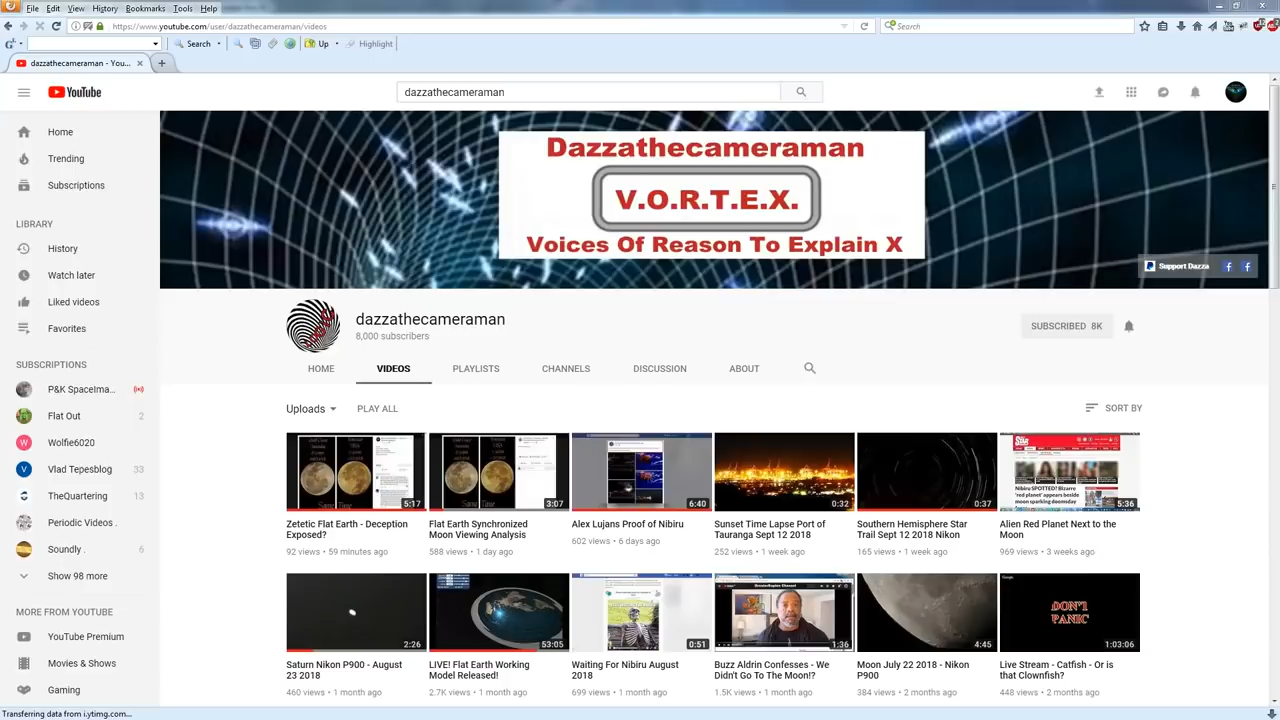 File Edit View History Bookmarks Tools Help
https://www.youtube.com/user/dazzathecameraman/videos
Search
Search
Up
Highlight
dazzathecameraman - You...
YouTube
dazzathecameraman
Home
Trending
Subscriptions
LIBRARY
History
Watch later
Liked videos
Favorites
SUBSCRIPTIONS
P&K SpaceIma...
Flat Out 2
Wolfie6020
Vlad Tepesblog 33
TheQuartering 13
Periodic Videos .
Soundly . 6
Show 98 more
MORE FROM YOUTUBE
YouTube Premium
Movies & Shows
Gaming
Dazzathecameraman
V.O.R.T.E.X.
Voices Of Reason To Explain X
Support Dazza
dazzathecameraman
8,000 subscribers
SUBSCRIBED 8K
HOME VIDEOS PLAYLISTS CHANNELS DISCUSSION ABOUT
Uploads PLAY ALL SORT BY
5:17
Zetetic Flat Earth - Deception
Exposed?
92 views • 59 minutes ago
3:07
Flat Earth Synchronized
Moon Viewing Analysis
588 views • 1 day ago
6:40
Alex Lujans Proof of Nibiru
602 views • 6 days ago
0:32
Sunset Time Lapse Port of
Tauranga Sept 12 2018
252 views • 1 week ago
0:37
Southern Hemisphere Star
Trail Sept 12 2018 Nikon
165 views • 1 week ago
Nibiru SPOTTED? Bizarre
'red planet' appears beside
moon sparking doomsday
5:36
Alien Red Planet Next to the
Moon
969 views • 3 weeks ago
2:26
Saturn Nikon P900 - August
23 2018
460 views • 1 month ago
53:05
LIVE! Flat Earth Working
Model Released!
2.7K views • 1 month ago
0:51
Waiting For Nibiru August
2018
699 views • 1 month ago
1:36
Buzz Aldrin Confesses - We
Didn't Go To The Moon!?
1.5K views • 1 month ago
4:45
Moon July 22 2018 - Nikon
P900
384 views • 2 months ago
DON'T
PANIC
1:03:06
Live Stream - Catfish - Or is
that Clownfish?
448 views • 2 months ago
Transferring data from i.ytimg.com...